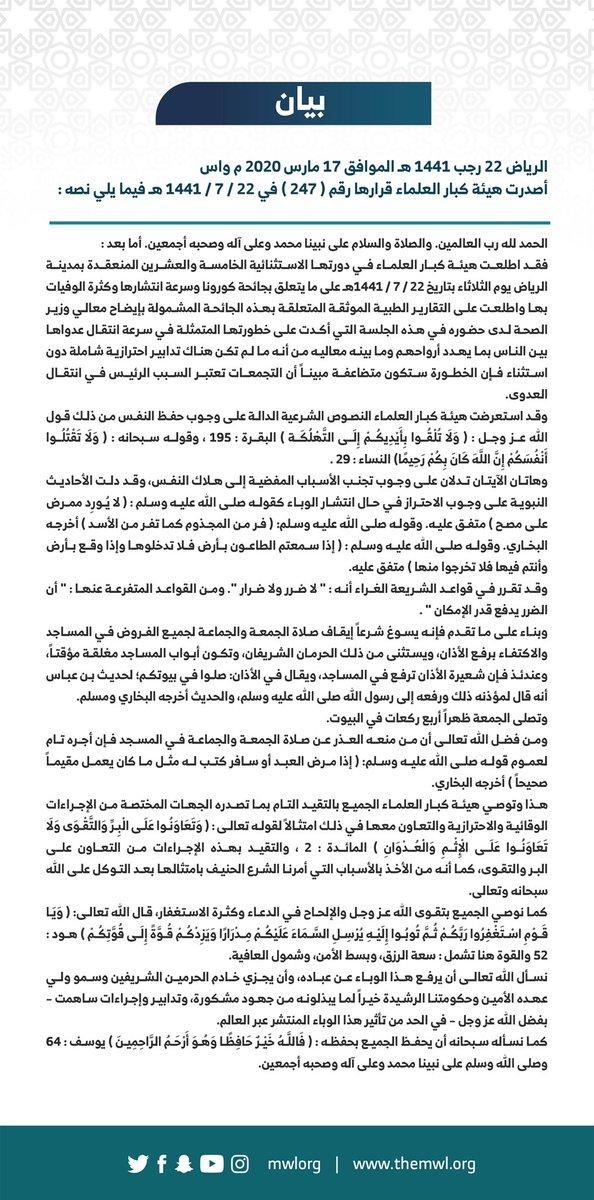 بيان
الرياض 22 رجب 1441 هـ الموافق 17 مارس 2020 م واس
أصدرت هيئة كبار العلماء قرارها رقم ( 247 ) في 22 / 7 / 1441 هـ فيما يلي نصه :
الحمد لله رب العالمين. والصلاة والسلام على نبينا محمد وعلى آله وصحبه أجمعين. أما بعد :
فقد اطلعت هيئة كبار العلماء في دورتها الاستثنائية الخامسة والعشرين المنعقدة بمدينة
الرياض يوم الثلاثاء بتاريخ 22 / 7 / 1441هـ على ما يتعلق بجائحة كورونا وسرعة انتشارها وكثرة الوفيات
بها واطلعت على التقارير الطبية الموثقة المتعلقة بهذه الجائحة المشمولة بإيضاح معالي وزير
الصحة لدى حضوره في هذه الجلسة التي أكدت على خطورتها المتمثلة في سرعة انتقال عدواها
بين الناس بما يهدد أرواحهم وما بينه معاليه من أنه ما لم تكن هناك تدابير احترازية شاملة دون
استثناء فإن الخطورة ستكون متضاعفة مبيناً أن التجمعات تعتبر السبب الرئيس في انتقال
العدوى.
وقد استعرضت هيئة كبار العلماء النصوص الشرعية الدالة على وجوب حفظ النفس من ذلك قول
الله عز وجل : ( وَلَا تُلْقُوا بِأَيْدِيكُمْ إِلَى التَّهْلُكَةِ ) البقرة : 195 ، وقوله سبحانه : ( وَلَا تَقْتُلُوا
أَنْفُسَكُمْ إِنَّ اللَّهَ كَانَ بِكُمْ رَحِيمًا) النساء : 29 .
وهاتان الآيتان تدلان على وجوب تجنب الأسباب المفضية إلى هلاك النفس، وقد دلت الأحاديث
النبوية على وجوب الاحتراز في حال انتشار الوباء كقوله صلى الله عليه وسلم : ( لا يُورِد ممرض
على مصح ) متفق عليه. وقوله صلى الله عليه وسلم: ( فر من المجذوم كما تفر من الأسد ) أخرجه
البخاري. وقوله صلى الله عليه وسلم : ( إذا سمعتم الطاعون بأرض فلا تدخلوها وإذا وقع بأرض
وأنتم فيها فلا تخرجوا منها ) متفق عليه.
وقد تقرر في قواعد الشريعة الغراء أنه : " لا ضرر ولا ضرار ". ومن القواعد المتفرعة عنها : " أن
الضرر يدفع قدر الإمكان " .
وبناء على ما تقدم فإنه يسوغ شرعاً إيقاف صلاة الجمعة والجماعة لجميع الفروض في المساجد
والاكتفاء برفع الأذان، ويستثنى من ذلك الحرمان الشريفان، وتكون أبواب المساجد مغلقة مؤقتاً،
وعندئذ فإن شعيرة الأذان ترفع في المساجد، ويقال في الأذان: صلوا في بيوتكم؛ لحديث بن عباس
أنه قال لمؤذنه ذلك ورفعه إلى رسول الله صلى الله عليه وسلم، والحديث أخرجه البخاري ومسلم.
وتصلى الجمعة ظهراً أربع ركعات في البيوت.
ومن فضل الله تعالى أن من منعه العذر عن صلاة الجمعة والجماعة في المسجد فإن أجره تام
لعموم قوله صلى الله عليه وسلم: ( إذا مرض العبد أو سافر كتب له مثل ما كان يعمل مقيماً
صحيحاً ) أخرجه البخاري.
هذا وتوصي هيئة كبار العلماء الجميع بالتقيد التام بما تصدره الجهات المختصة من الإجراءات
الوقائية والاحترازية والتعاون معها في ذلك امتثالاً لقوله تعالى : ( وَتَعَاوَنُوا عَلَى الْبِرِّ وَالتَّقْوَى وَلَا
تَعَاوَنُوا عَلَى الْإِثْمِ وَالْعُدْوَانِ ) المائدة : 2 ، والتقيد بهذه الإجراءات من التعاون على
البر والتقوى، كما أنه من الأخذ بالأسباب التي أمرنا الشرع الحنيف بامتثالها بعد التوكل على الله
سبحانه وتعالى.
كما نوصي الجميع بتقوى الله عز وجل والإلحاح في الدعاء وكثرة الاستغفار، قال الله تعالى: ( وَيَا
قَوْمِ اسْتَغْفِرُوا رَبَّكُمْ ثُمَّ تُوبُوا إِلَيْهِ يُرْسِلِ السَّمَاءَ عَلَيْكُمْ مِدْرَارًا وَيَزِدْكُمْ قُوَّةً إِلَى قُوَّتِكُمْ ) هود :
52 والقوة هنا تشمل : سعة الرزق، وبسط الأمن، وشمول العافية.
نسأل الله تعالى أن يرفع هذا الوباء عن عباده، وأن يجزي خادم الحرمين الشريفين وسمو ولي
عهده الأمين وحكومتنا الرشيدة خيراً لما يبذلونه من جهود مشكورة، وتدابير وإجراءات ساهمت –
بفضل الله عز وجل – في الحد من تأثير هذا الوباء المنتشر عبر العالم.
كما نسأله سبحانه أن يحفظ الجميع بحفظه : ( فَاللَّهُ خَيْرٌ حَافِظًا وَهُوَ أَرْحَمُ الرَّاحِمِينَ ) يوسف : 64
وصلى الله وسلم على نبينا محمد وعلى آله وصحبه أجمعين.
mwlorg | www.themwl.org